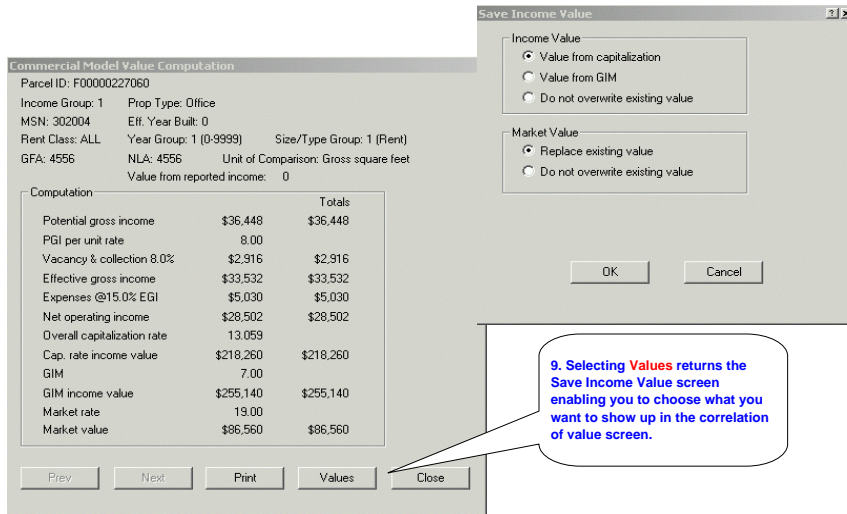 Save Income Value
Income Value
Value from capitalization
Value from GIM
Do not overwrite existing value
Market Value
Replace existing value
Do not overwrite existing value
OK Cancel
Commercial Model Value Computation
Parcel ID: F00000227060
Income Group: 1 Prop Type: Office
MSN: 302004 Eff. Year Built: 0
Rent Class: ALL Year Group: 1 (0-9999) Size/Type Group: 1 (Rent)
GFA: 4556 NLA: 4556 Unit of Comparison: Gross square feet
Value from reported income: 0
Computation
Totals
Potential gross income $36,448 $36,448
PGI per unit rate 8.00
Vacancy & collection 8.0% $2,916 $2,916
Effective gross income $33,532 $33,532
Expenses @15.0% EGI $5,030 $5,030
Net operating income $28,502 $28,502
Overall capitalization rate 13.059
Cap. rate income value $218,260 $218,260
GIM 7.00
GIM income value $255,140 $255,140
Market rate 19.00
Market value $86,560 $86,560
Prev Next Print Values Close
9. Selecting Values returns the
Save Income Value screen
enabling you to choose what you
want to show up in the correlation
of value screen.